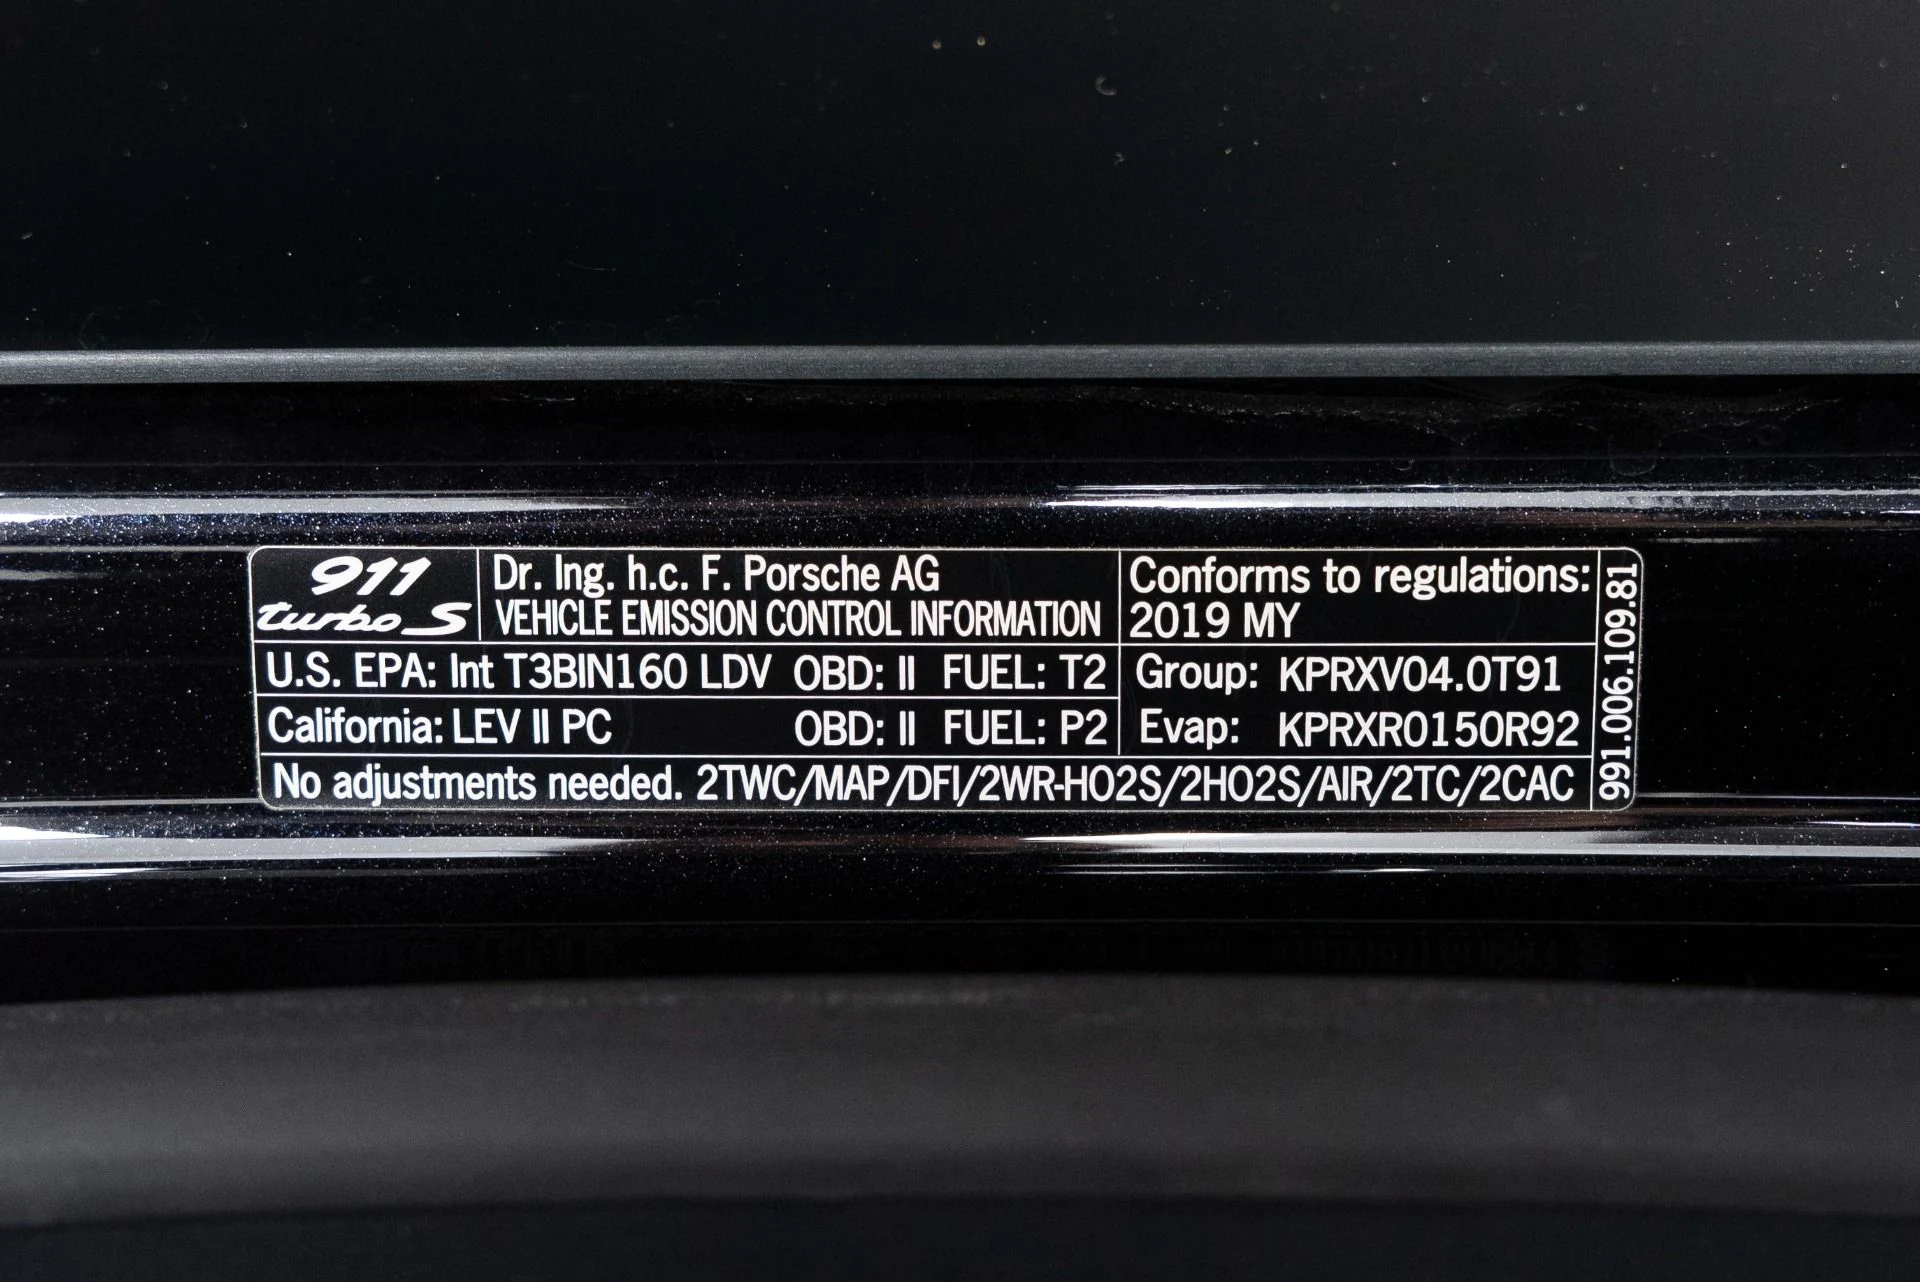 911
turbo S
Dr. Ing. h.c. F. Porsche AG
VEHICLE EMISSION CONTROL INFORMATION
Conforms to regulations:
2019 MY
U.S. EPA: Int T3BIN160 LDV OBD: II FUEL: T2
California: LEV II PC OBD: II FUEL: P2
Group: KPRXV04.0T91
Evap: KPRXR0150R92
No adjustments needed. 2TWC/MAP/DFI/2WR-HO2S/2HO2S/AIR/2TC/2CAC
991.006.109.81